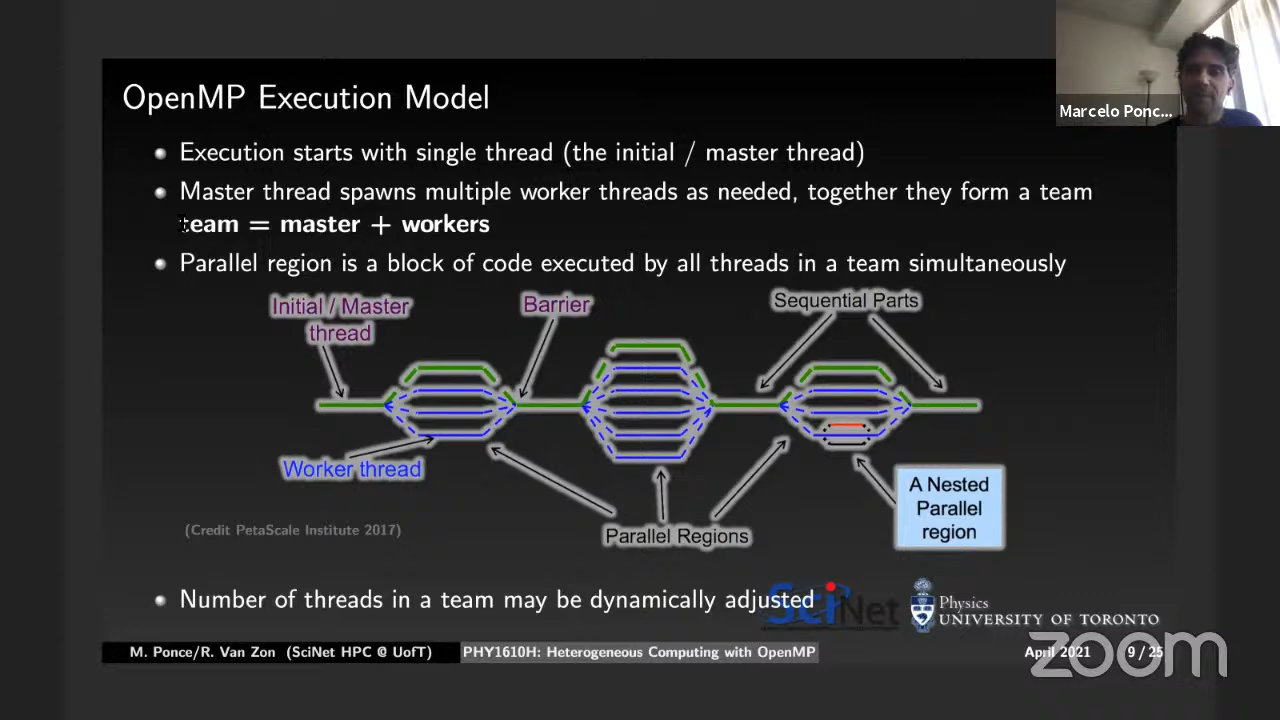 Marcelo Ponc...
OpenMP Execution Model
Execution starts with single thread (the initial / master thread)
Master thread spawns multiple worker threads as needed, together they form a team
team = master + workers
Parallel region is a block of code executed by all threads in a team simultaneously
Initial / Master
thread
Barrier
Sequential Parts
Worker thread
A Nested
Parallel
region
(Credit PetaScale Institute 2017)
Parallel Regions
Number of threads in a team may be dynamically adjusted
SciNet
Physics
UNIVERSITY OF TORONTO
M. Ponce/R. Van Zon (SciNet HPC @ UofT)
PHY1610H: Heterogeneous Computing with OpenMP
April 2021
9 / 25
zoom